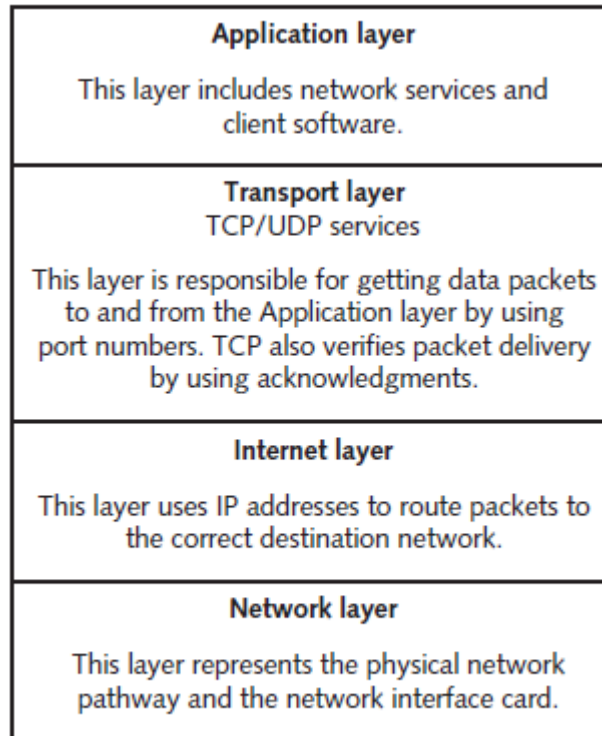 Application layer
This layer includes network services and
client software.
Transport layer
TCP/UDP services
This layer is responsible for getting data packets
to and from the Application layer by using
port numbers. TCP also verifies packet delivery
by using acknowledgments.
Internet layer
This layer uses IP addresses to route packets to
the correct destination network.
Network layer
This layer represents the physical network
pathway and the network interface card.